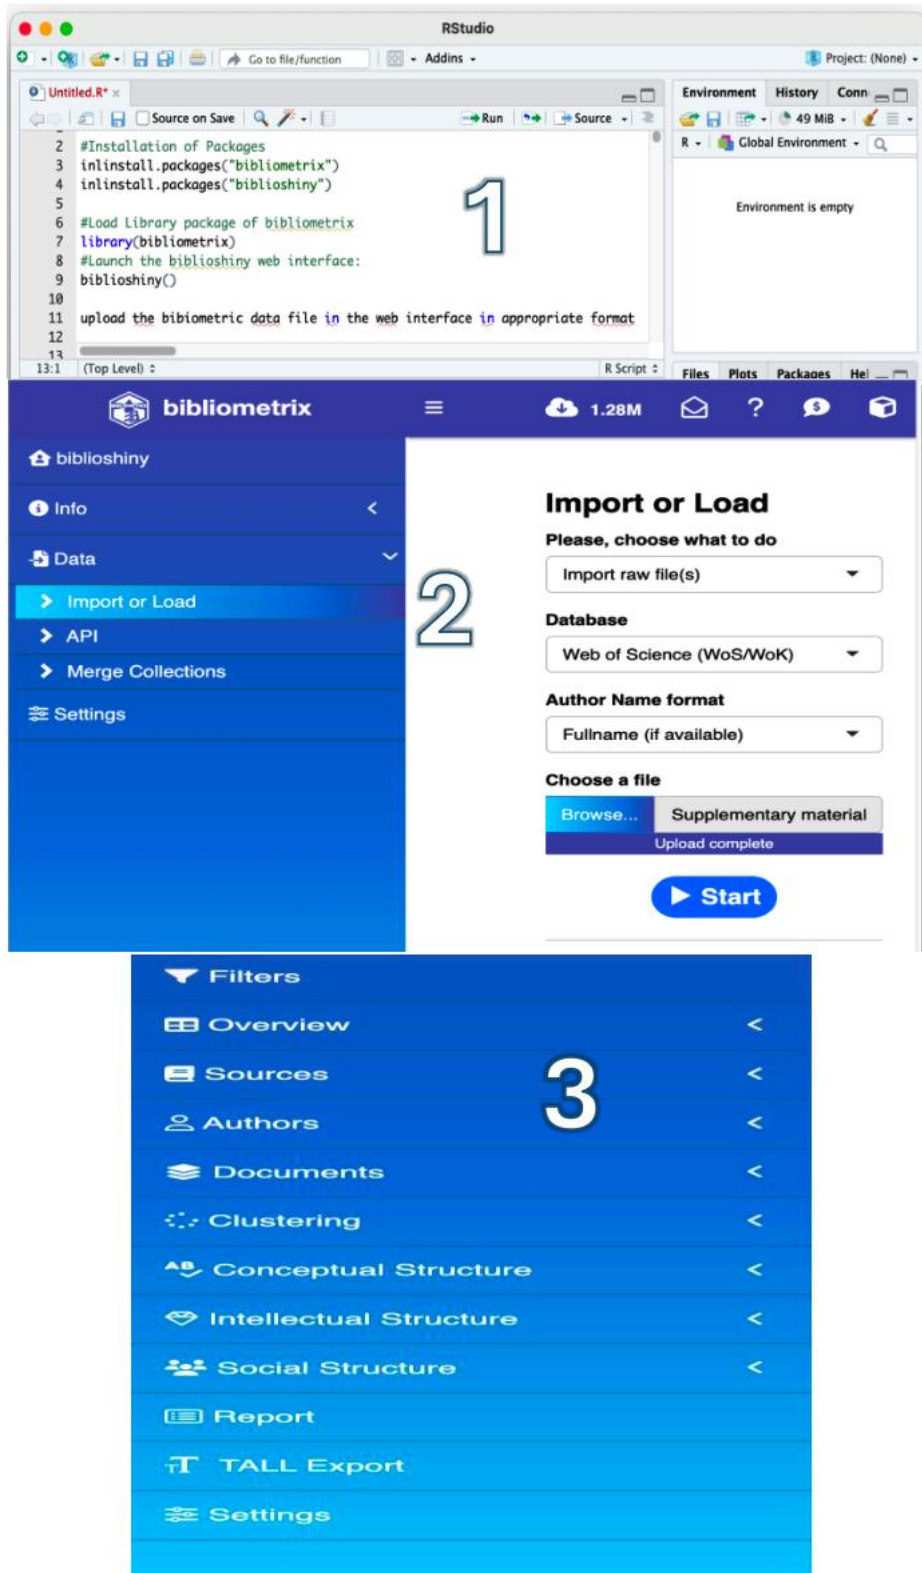 RStudio
Go to file/function
Addins
Project: (None)
Untitled.R*
Source on Save
Run
Source
2 #Installation of Packages
3 inlinstall.packages("bibliometrix")
4 inlinstall.packages("biblioshiny")
5
6 #Load Library package of bibliometrix
7 library(bibliometrix)
8 #Launch the biblioshiny web interface:
9 biblioshiny()
10
11 upload the bibiometric data file in the web interface in appropriate format
12
13
13:1 (Top Level)
R Script
1
Environment History Conn
49 MiB
R Global Environment
Environment is empty
Files Plots Packages Hel
bibliometrix
1.28M
?
biblioshiny
Info
Data
Import or Load
API
Merge Collections
Settings
2
Import or Load
Please, choose what to do
Import raw file(s)
Database
Web of Science (WoS/WoK)
Author Name format
Fullname (if available)
Choose a file
Browse... Supplementary material
Upload complete
Start
Filters
Overview
Sources
3
Authors
Documents
Clustering
Conceptual Structure
Intellectual Structure
Social Structure
Report
TALL Export
Settings